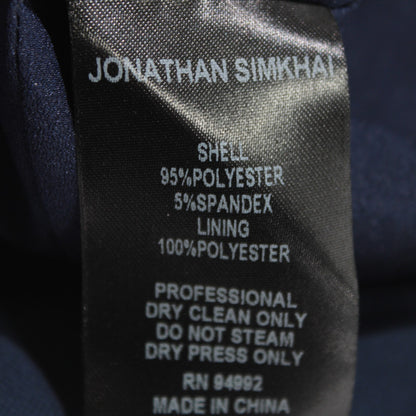 JONATHAN SIMKHAI
SHELL
95%POLYESTER
5%SPANDEX
LINING
100%POLYESTER
PROFESSIONAL
DRY CLEAN ONLY
DO NOT STEAM
DRY PRESS ONLY
RN 94992
MADE IN CHINA